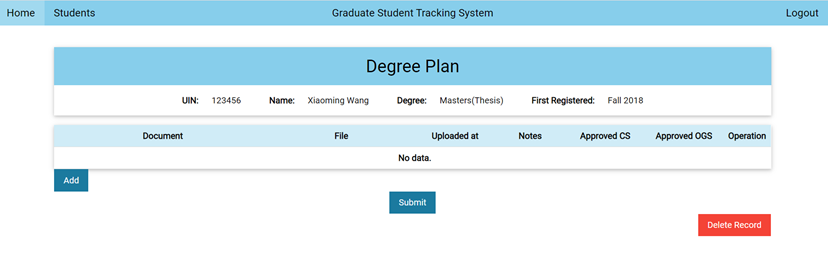 Home Students Graduate Student Tracking System Logout
Degree Plan
UIN: 123456 Name: Xiaoming Wang Degree: Masters(Thesis) First Registered: Fall 2018
Document File Uploaded at Notes Approved CS Approved OGS Operation
No data.
Add
Submit
Delete Record